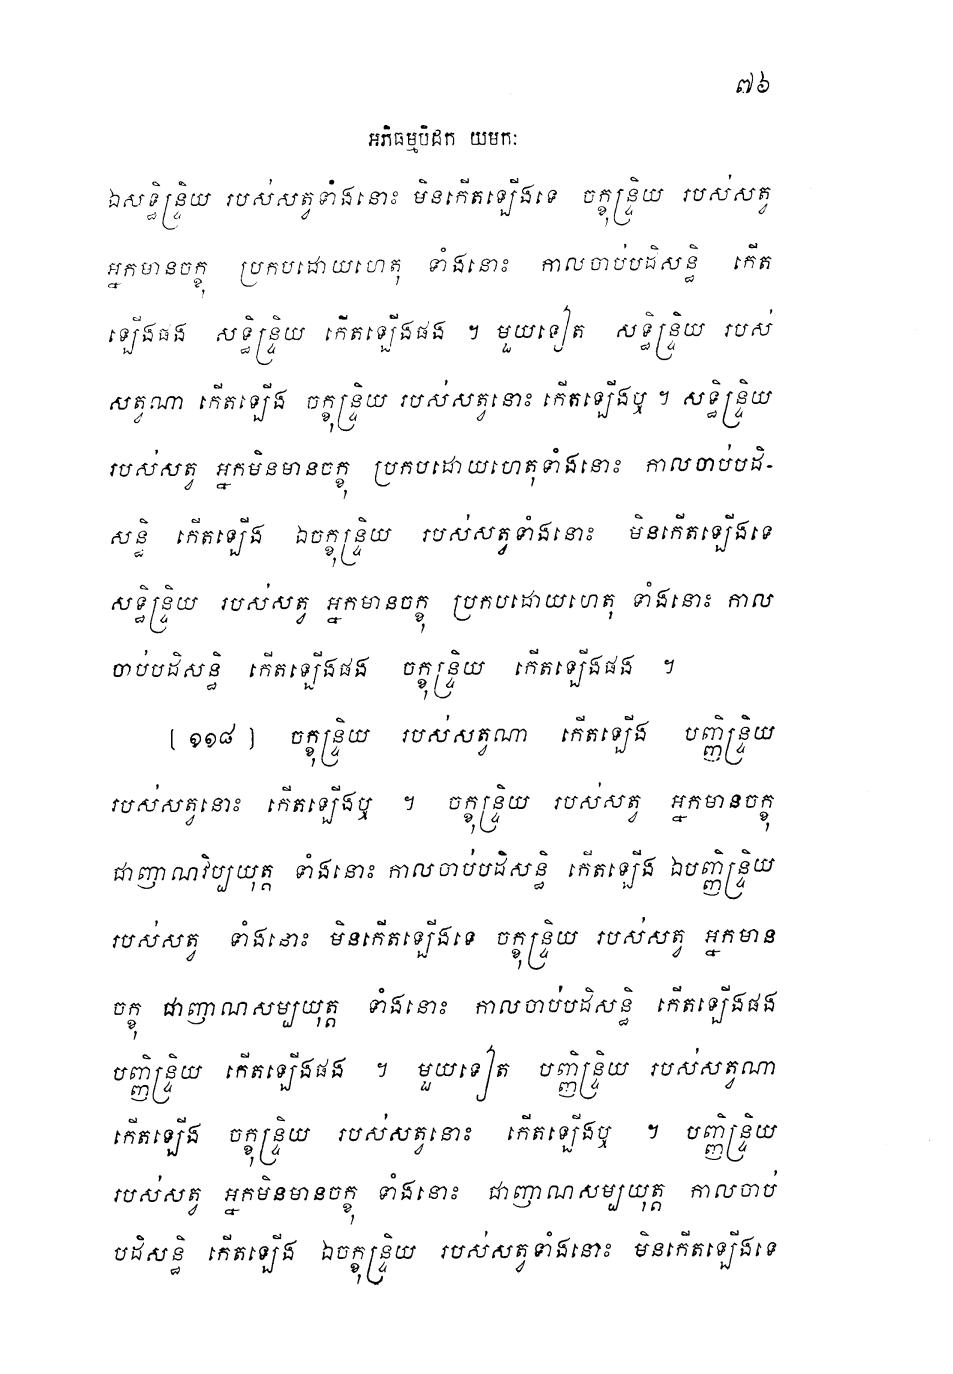 ៧៦
អភិធម្មបិដក យមកៈ
ឯសទ្ធិន្ទ្រិយ របស់សត្វទាំងនោះ មិនកើតឡើងទេ ចក្ខុន្ទ្រិយ របស់សត្វ
អ្នកមានចក្ខុ ប្រកបដោយហេតុ ទាំងនោះ កាលចាប់បដិសន្ធិ កើត
ឡើងផង សទ្ធិន្ទ្រិយ កើតឡើងផង ។ មួយទៀត សទ្ធិន្ទ្រិយ របស់
សត្វណា កើតឡើង ចក្ខុន្ទ្រិយ របស់សត្វនោះ កើតឡើងឬ ។ សទ្ធិន្ទ្រិយ
របស់សត្វ អ្នកមិនមានចក្ខុ ប្រកបដោយហេតុទាំងនោះ កាលចាប់បដិ-
សន្ធិ កើតឡើង ឯចក្ខុន្ទ្រិយ របស់សត្វទាំងនោះ មិនកើតឡើងទេ
សទ្ធិន្ទ្រិយ របស់សត្វ អ្នកមានចក្ខុ ប្រកបដោយហេតុ ទាំងនោះ កាល
ចាប់បដិសន្ធិ កើតឡើងផង ចក្ខុន្ទ្រិយ កើតឡើងផង ។
(១១៨) ចក្ខុន្ទ្រិយ របស់សត្វណា កើតឡើង បញ្ញិន្ទ្រិយ
របស់សត្វនោះ កើតឡើងឬ ។ ចក្ខុន្ទ្រិយ របស់សត្វ អ្នកមានចក្ខុ
ជាញាណវិប្បយុត្ត ទាំងនោះ កាលចាប់បដិសន្ធិ កើតឡើង ឯបញ្ញិន្ទ្រិយ
របស់សត្វ ទាំងនោះ មិនកើតឡើងទេ ចក្ខុន្ទ្រិយ របស់សត្វ អ្នកមាន
ចក្ខុ ជាញាណសម្បយុត្ត ទាំងនោះ កាលចាប់បដិសន្ធិ កើតឡើងផង
បញ្ញិន្ទ្រិយ កើតឡើងផង ។ មួយទៀត បញ្ញិន្ទ្រិយ របស់សត្វណា
កើតឡើង ចក្ខុន្ទ្រិយ របស់សត្វនោះ កើតឡើងឬ ។ បញ្ញិន្ទ្រិយ
របស់សត្វ អ្នកមិនមានចក្ខុ ទាំងនោះ ជាញាណសម្បយុត្ត កាលចាប់
បដិសន្ធិ កើតឡើង ឯចក្ខុន្ទ្រិយ របស់សត្វទាំងនោះ មិនកើតឡើងទេ